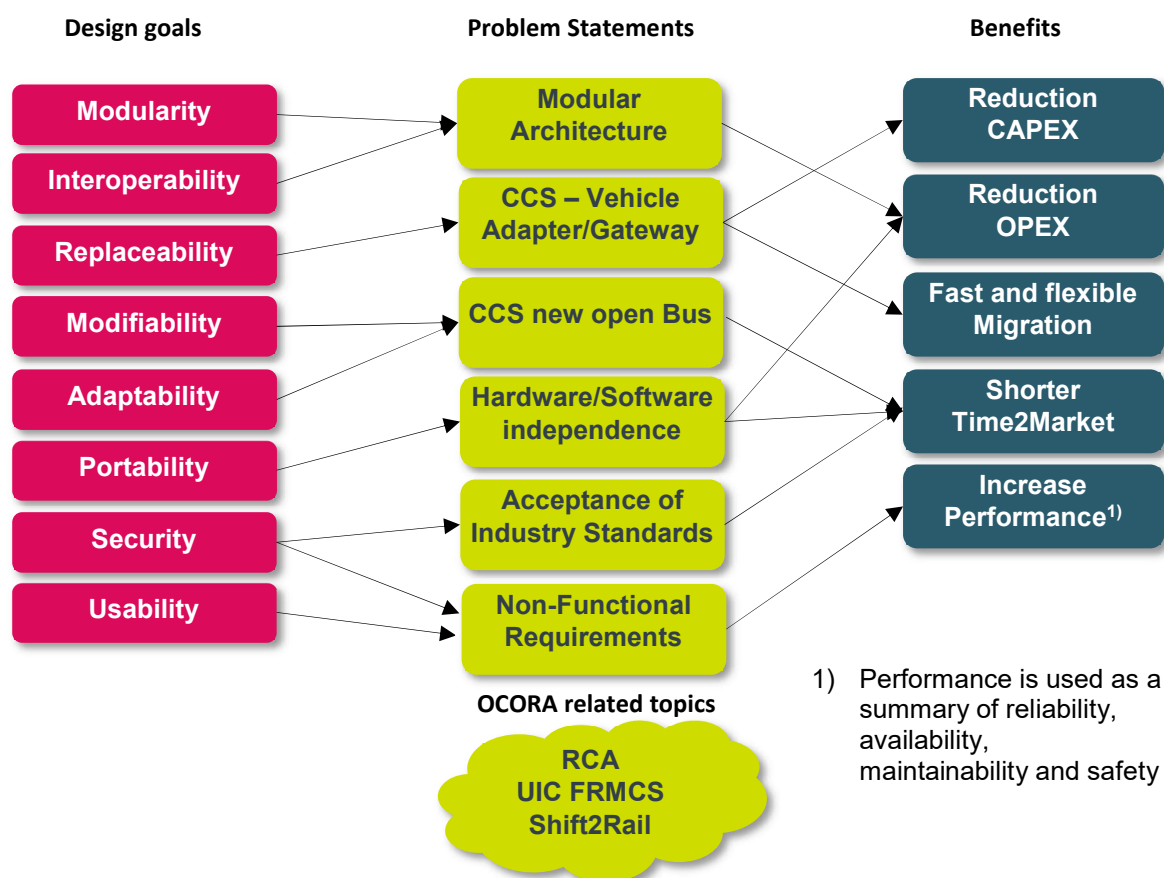 Design goals
Problem Statements
Benefits
Modularity
Interoperability
Replaceability
Modifiability
Adaptability
Portability
Security
Usability
Modular
Architecture
CCS – Vehicle
Adapter/Gateway
CCS new open Bus
Hardware/Software
independence
Acceptance of
Industry Standards
Non-Functional
Requirements
OCORA related topics
RCA
UIC FRMCS
Shift2Rail
Reduction
CAPEX
Reduction
OPEX
Fast and flexible
Migration
Shorter
Time2Market
Increase
Performance1)
1) Performance is used as a
summary of reliability,
availability,
maintainability and safety